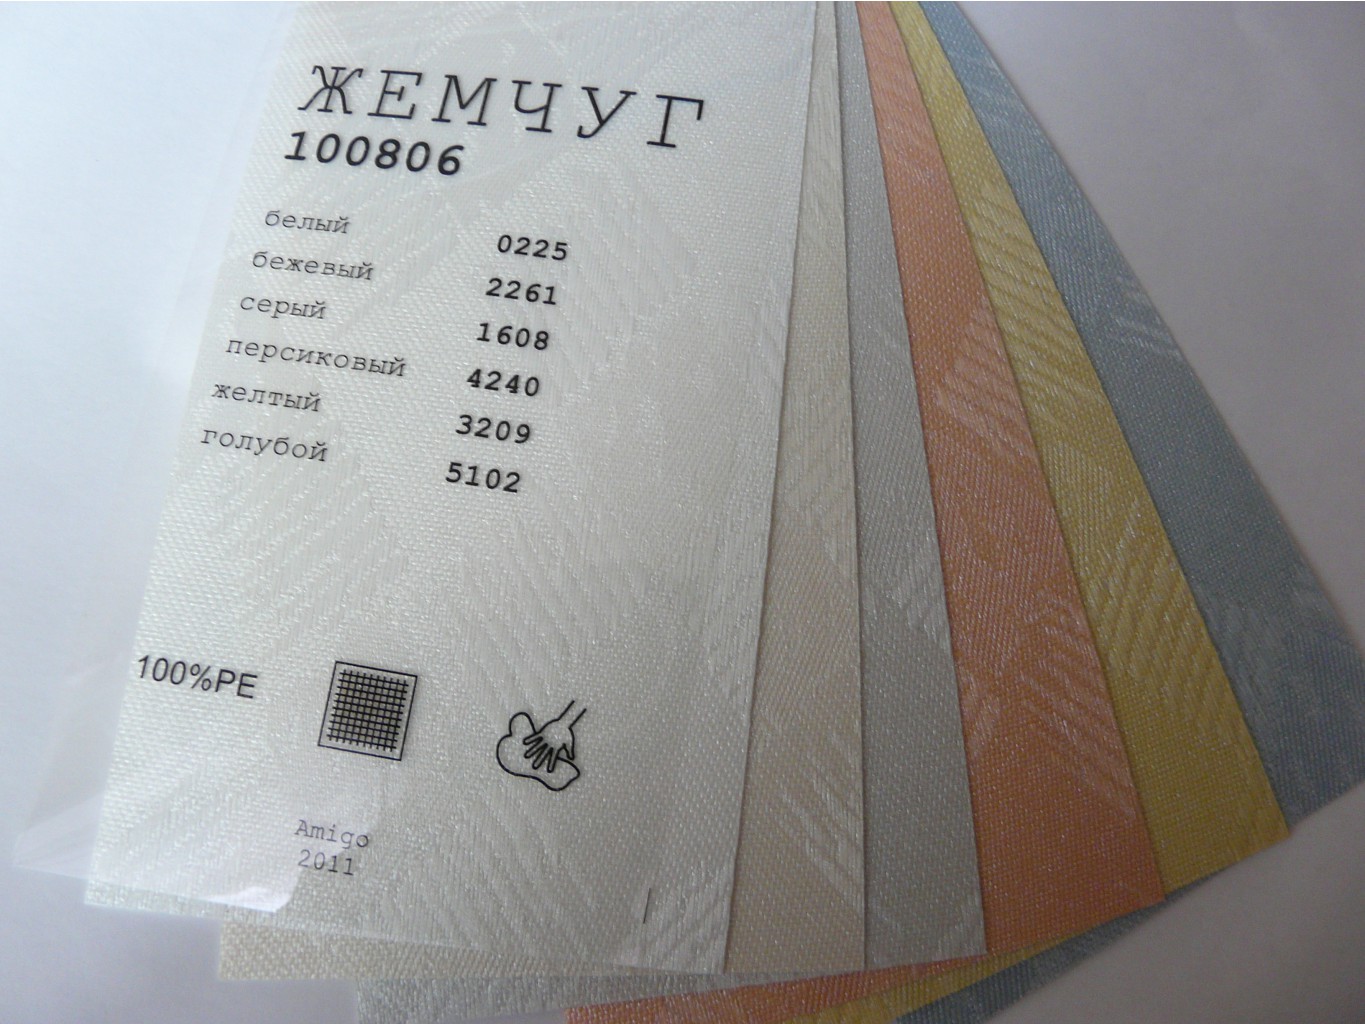 ЖЕМЧУГ
100806
белый 0225
бежевый 2261
серый 1608
персиковый 4240
желтый 3209
голубой 5102
100%PE
Amigo
2011